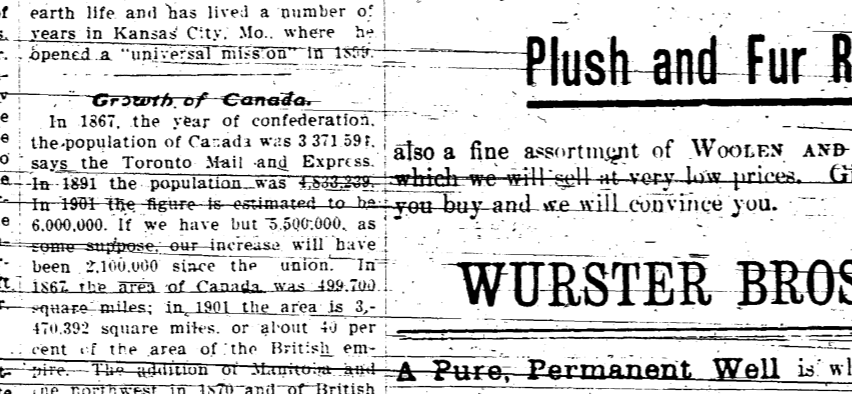 earth life and has lived a number of
years in Kansas City, Mo., where he
opened a "universal mission" in 1899.
Growth of Canada.
In 1867, the year of confederation,
the population of Canada was 3,371,591,
says the Toronto Mail and Express.
In 1891 the population was 4,833,239.
In 1901 the figure is estimated to be
6,000,000. If we have but 5,500,000, as
some suppose, our increase will have
been 2,100,000 since the union. In
1867 the area of Canada was 499,700
square miles; in 1901 the area is 3,-
470,392 square miles, or about 40 per
cent of the area of the British em-
pire. The addition of Manitoba and
the northwest in 1870 and of British
Plush and Fur R
also a fine assortment of WOOLEN AND
which we will sell at very low prices. Gi
you buy and we will convince you.
WURSTER BROS
A Pure, Permanent Well is wh